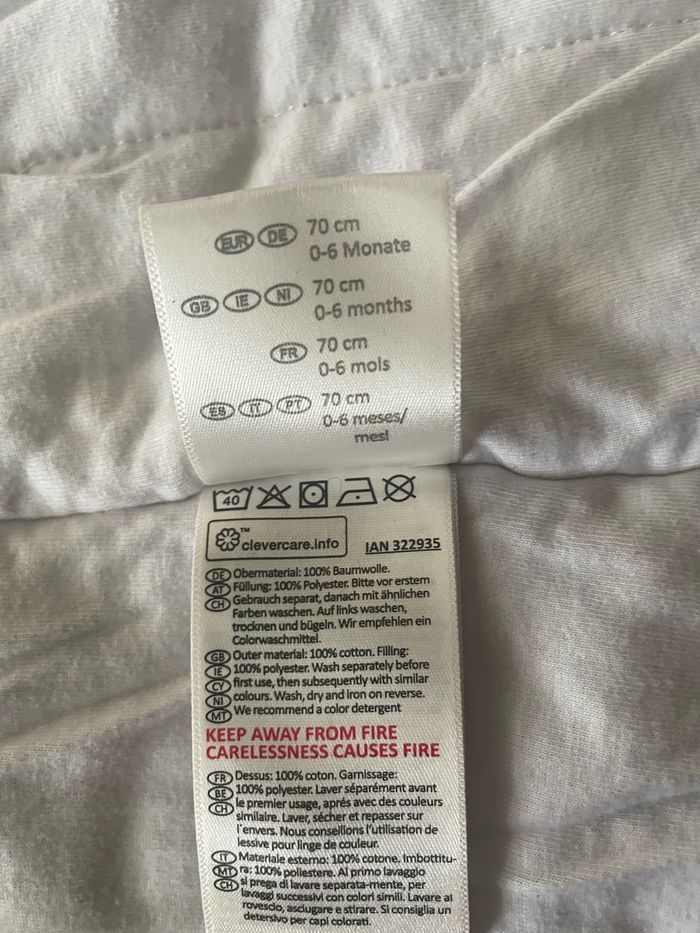 EUR DE 70 cm
0-6 Monate
GB IE NI 70 cm
0-6 months
FR 70 cm
0-6 mois
ES IT PT 70 cm
0-6 meses/
mesi
40
clevercare.info™
IAN 322935
DE Obermaterial: 100% Baumwolle.
AT Füllung: 100% Polyester. Bitte vor erstem
CH Gebrauch separat, danach mit ähnlichen
Farben waschen. Auf links waschen,
trocknen und bügeln. Wir empfehlen ein
Colorwaschmittel.
GB Outer material: 100% cotton. Filling:
IE 100% polyester. Wash separately before
CY first use, then subsequently with similar
NI colours. Wash, dry and iron on reverse.
MT We recommend a color detergent
KEEP AWAY FROM FIRE
CARELESSNESS CAUSES FIRE
FR Dessus: 100% coton. Garnissage:
BE 100% polyester. Laver séparément avant
CH le premier usage, aprés avec des couleurs
similaire. Laver, sécher et repasser sur
l'envers. Nous conseillons l'utilisation de
lessive pour linge de couleur.
IT Materiale esterno: 100% cotone. Imbottitu-
MT ra: 100% poliestere. Al primo lavaggio
CH si prega di lavare separata-mente, per
lavaggi successivi con colori simili. Lavare al
rovescio, asciugare e stirare. Si consiglia un
detersivo per capi colorati.